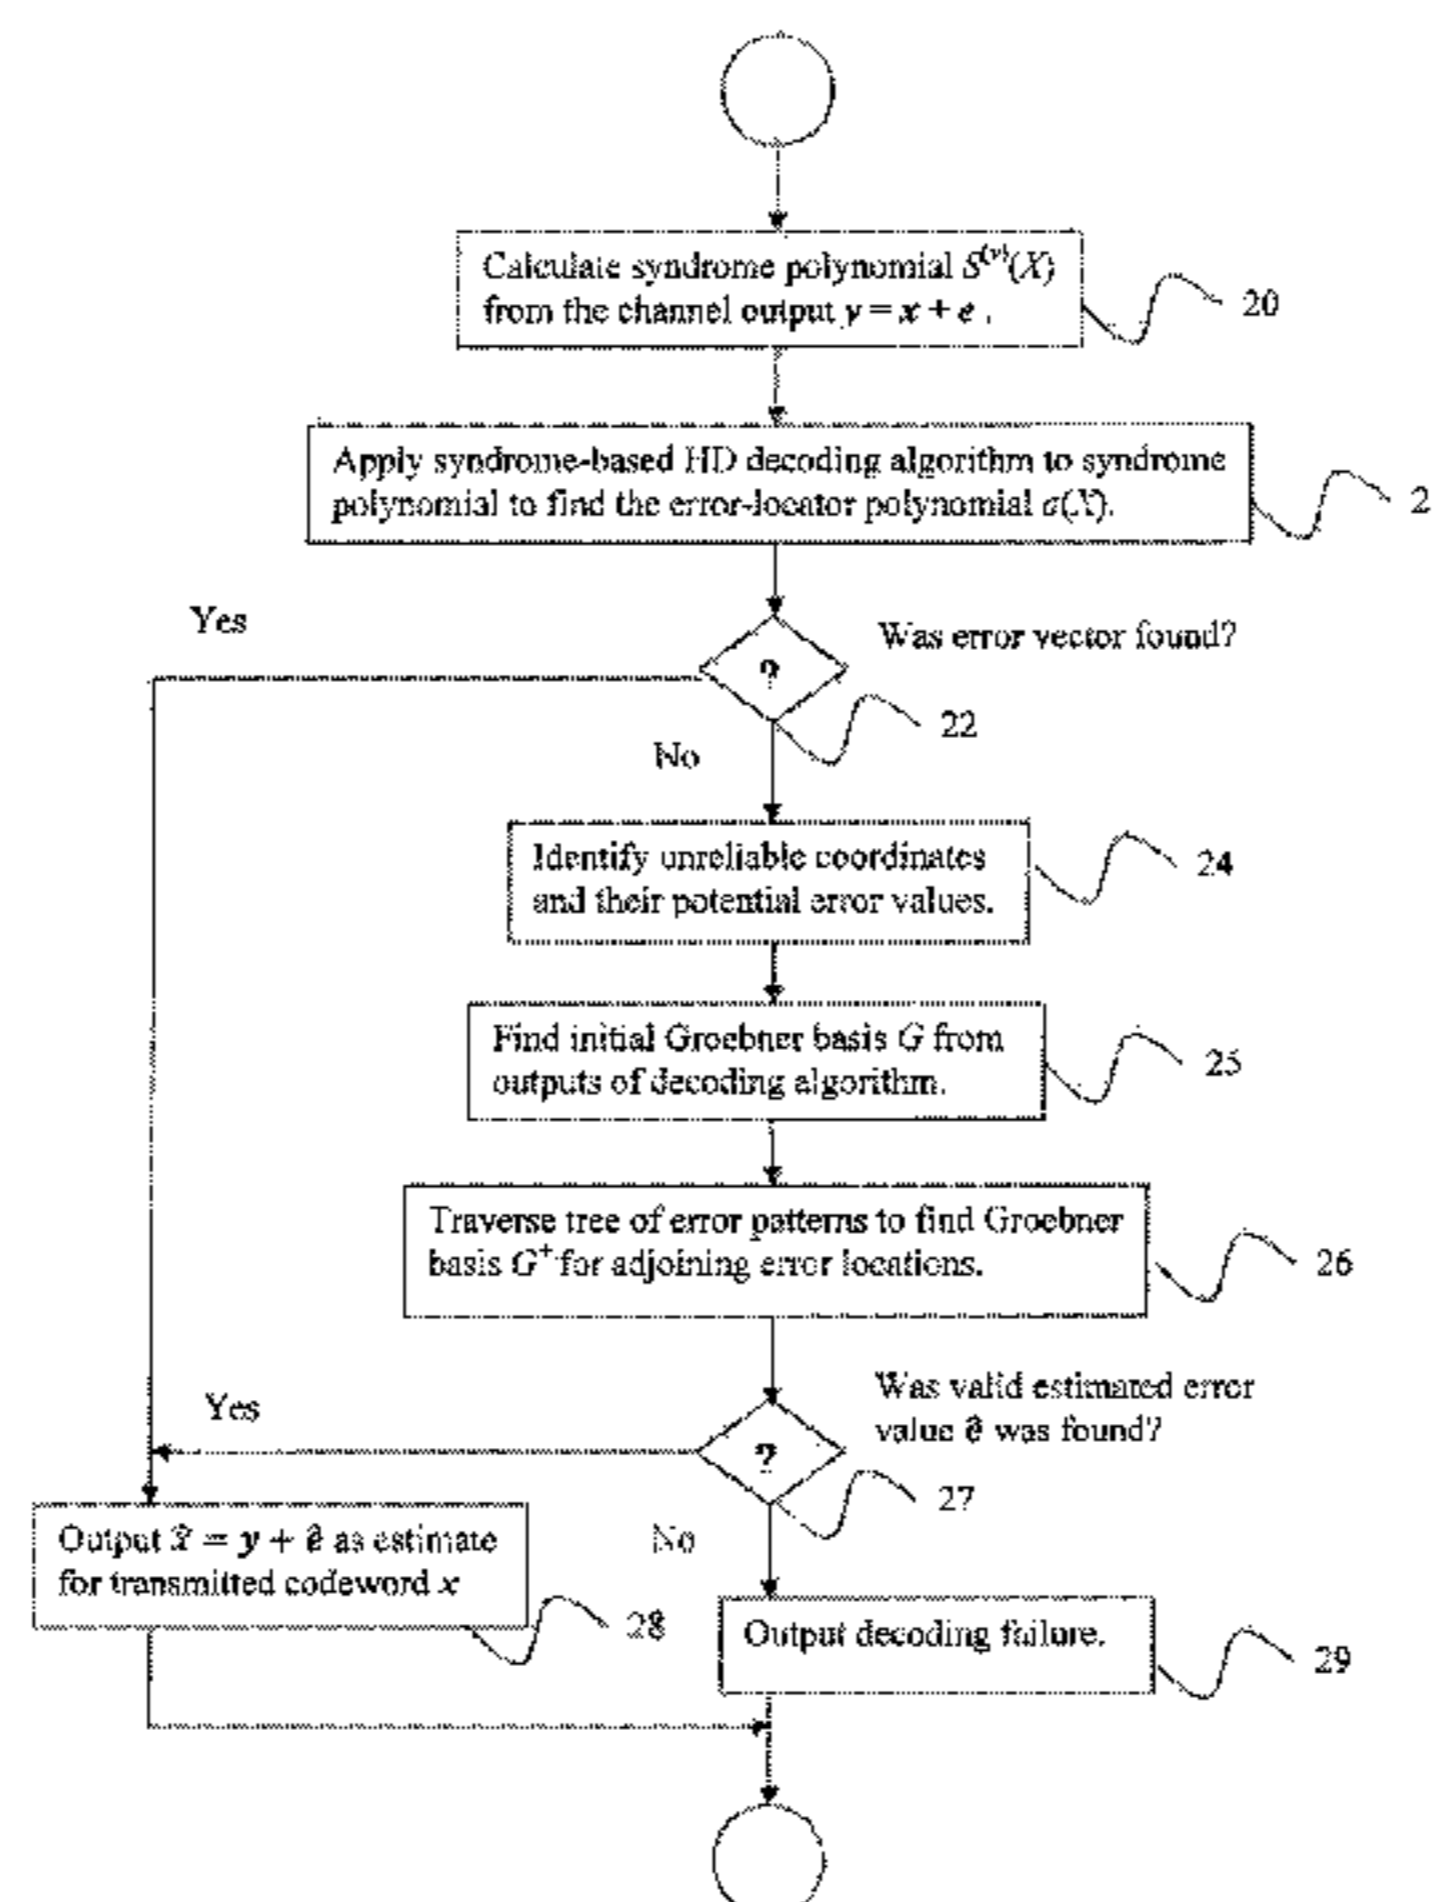 Calculate syndrome polynomial S^(y)(X)
from the channel output y = x + e .
20
Apply syndrome-based HD decoding algorithm to syndrome
polynomial to find the error-locator polynomial σ(X).
2
Yes
Was error vector found?
?
22
No
Identify unreliable coordinates
and their potential error values.
24
Find initial Groebner basis G from
outputs of decoding algorithm.
25
Traverse tree of error patterns to find Groebner
basis G⁺ for adjoining error locations.
26
Was valid estimated error
value ê was found?
Yes
?
27
No
Output x̂ = y + ê as estimate
for transmitted codeword x
28
Output decoding failure.
29